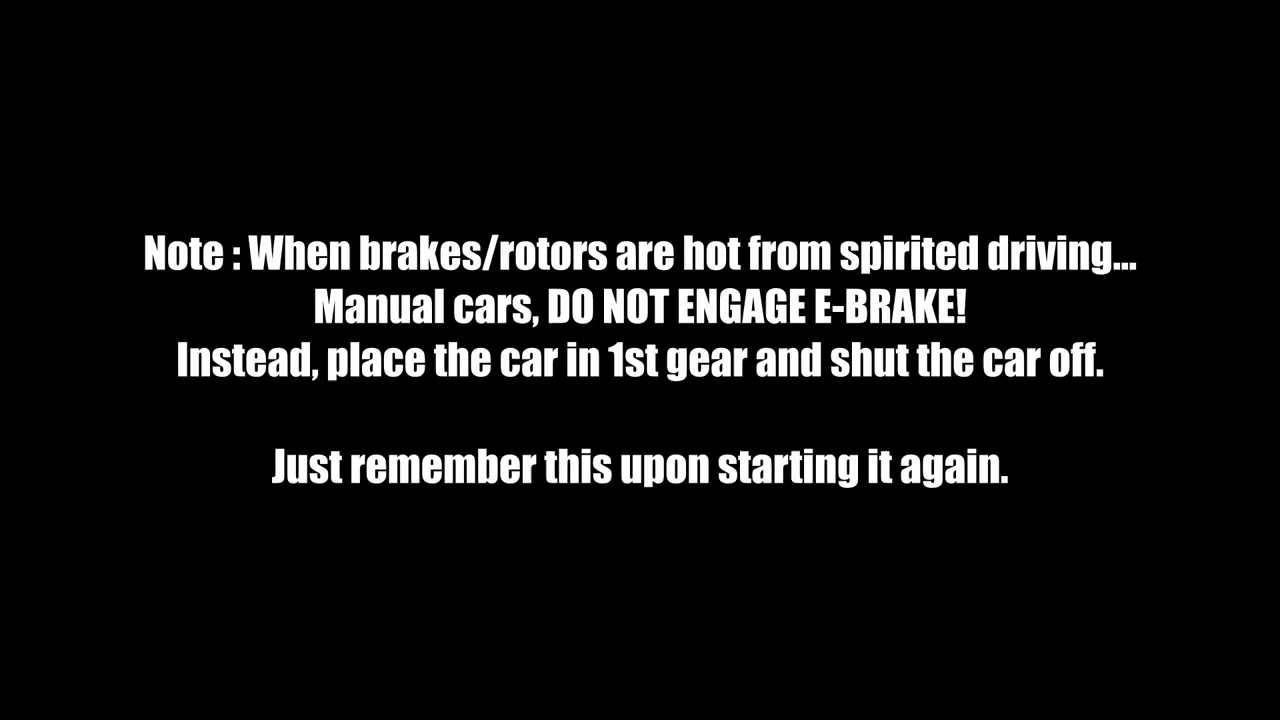 Note : When brakes/rotors are hot from spirited driving...
Manual cars, DO NOT ENGAGE E-BRAKE!
Instead, place the car in 1st gear and shut the car off.
Just remember this upon starting it again.